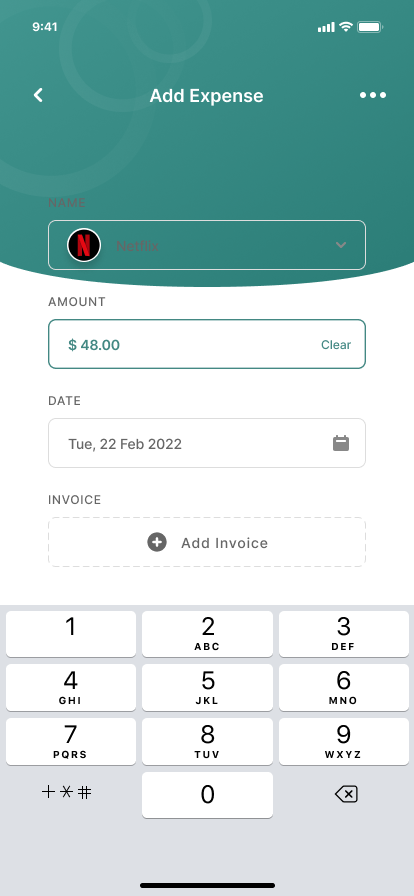 9:41
Add Expense
NAME
Netflix
AMOUNT
$ 48.00 Clear
DATE
Tue, 22 Feb 2022
INVOICE
Add Invoice
1 2 3
ABC DEF
4 5 6
GHI JKL MNO
7 8 9
PQRS TUV WXYZ
+*# 0